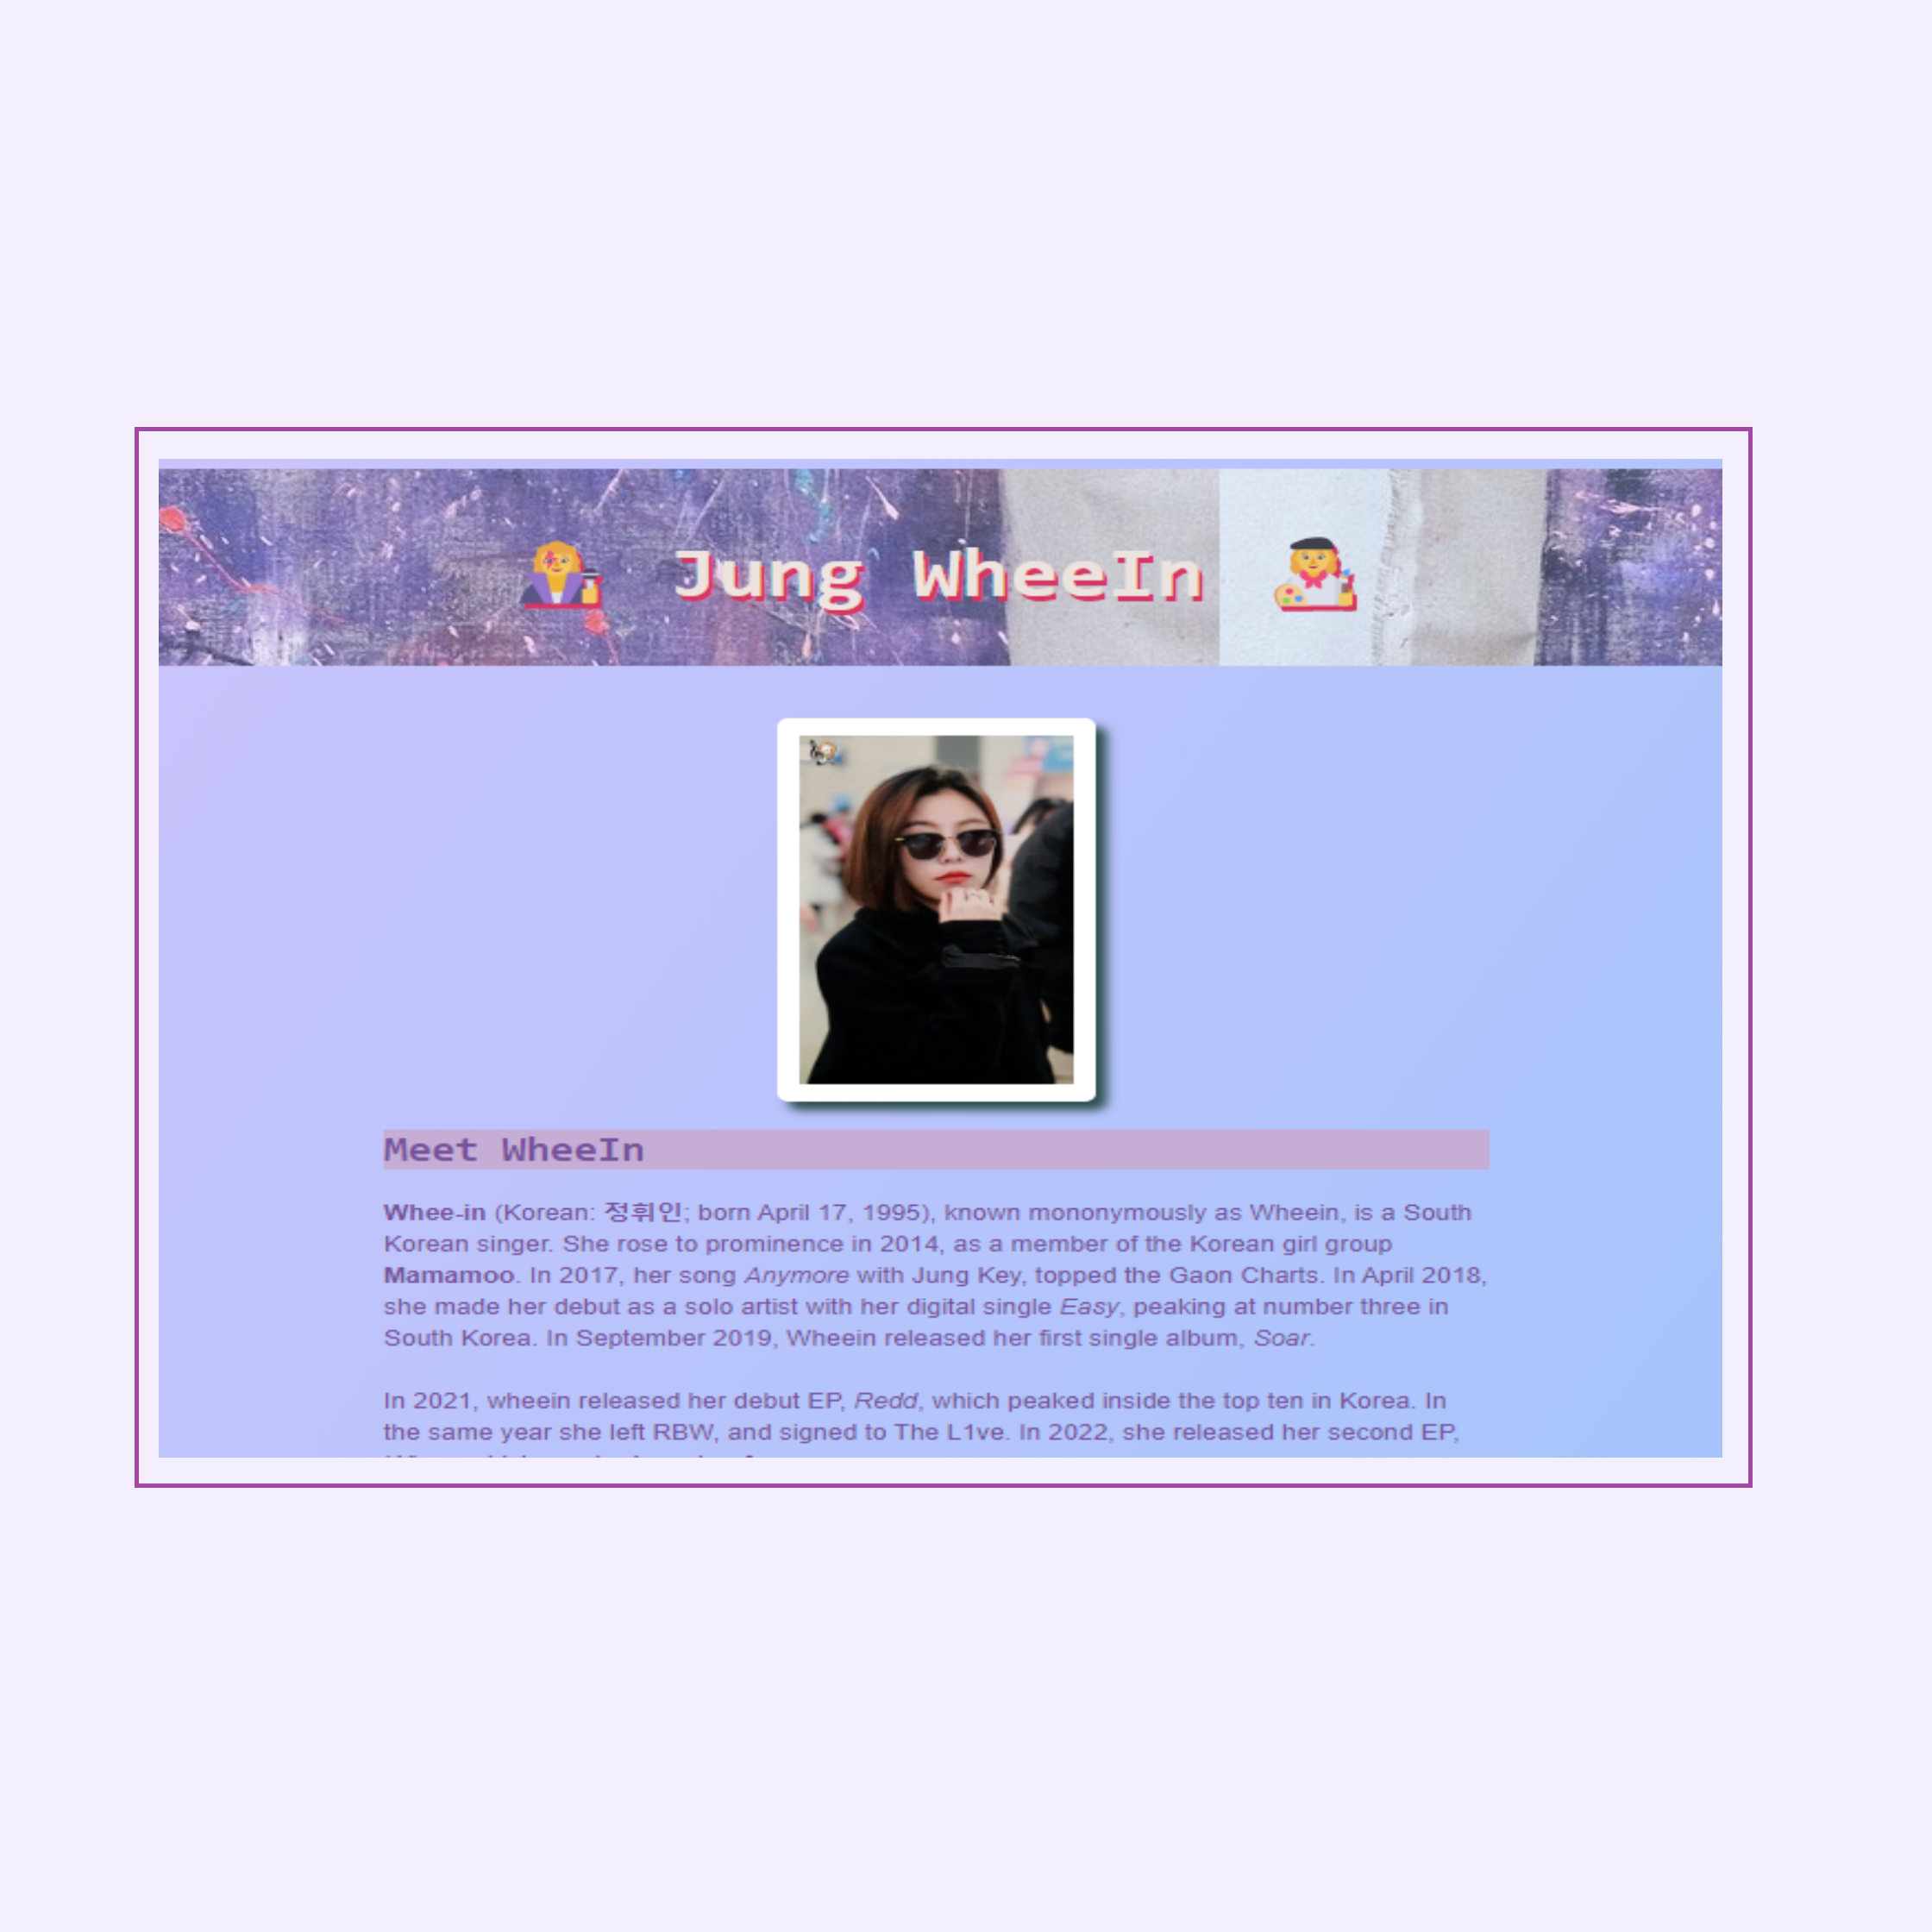 Jung WheeIn
Meet WheeIn
Whee-in (Korean: 정휘인; born April 17, 1995), known mononymously as Wheein, is a South
Korean singer. She rose to prominence in 2014, as a member of the Korean girl group
Mamamoo. In 2017, her song Anymore with Jung Key, topped the Gaon Charts. In April 2018,
she made her debut as a solo artist with her digital single Easy, peaking at number three in
South Korea. In September 2019, Wheein released her first single album, Soar.
In 2021, wheein released her debut EP, Redd, which peaked inside the top ten in Korea. In
the same year she left RBW, and signed to The L1ve. In 2022, she released her second EP,